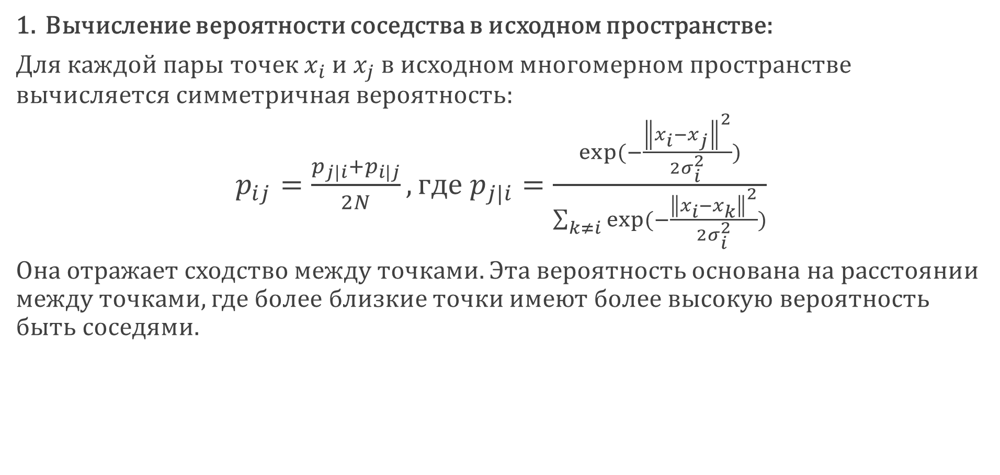 1. Вычисление вероятности соседства в исходном пространстве:
Для каждой пары точек $x_i$ и $x_j$ в исходном многомерном пространстве
вычисляется симметричная вероятность:
$p_{ij} = \frac{p_{j|i}+p_{i|j}}{2N}$, где $p_{j|i} = \frac{\exp(-\frac{\|x_i-x_j\|^2}{2\sigma_i^2})}{\sum_{k \neq i} \exp(-\frac{\|x_i-x_k\|^2}{2\sigma_i^2})}$
Она отражает сходство между точками. Эта вероятность основана на расстоянии
между точками, где более близкие точки имеют более высокую вероятность
быть соседями.